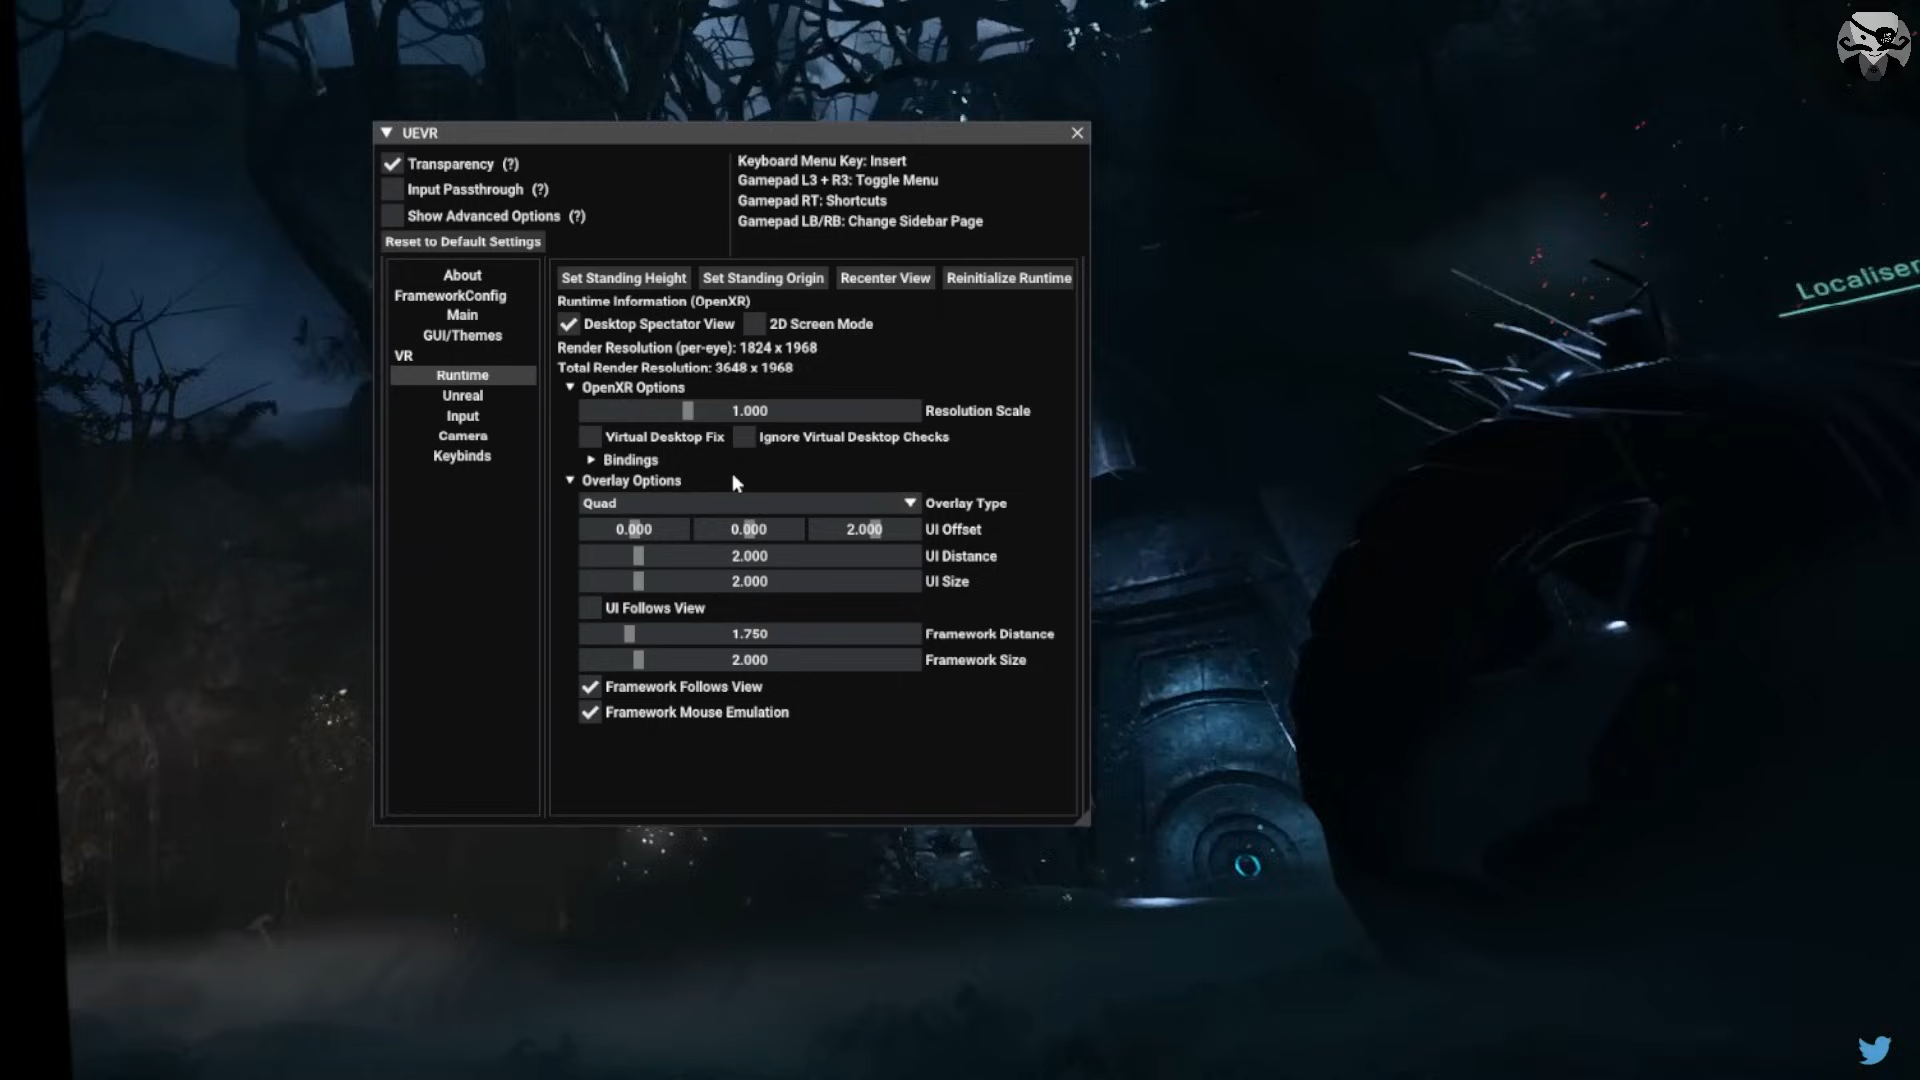 UEVR
Transparency (?)
Input Passthrough (?)
Show Advanced Options (?)
Reset to Default Settings
Keyboard Menu Key: Insert
Gamepad L3 + R3: Toggle Menu
Gamepad RT: Shortcuts
Gamepad LB/RB: Change Sidebar Page
About
FrameworkConfig
Main
GUI/Themes
VR
Runtime
Unreal
Input
Camera
Keybinds
Set Standing Height Set Standing Origin Recenter View Reinitialize Runtime
Runtime Information (OpenXR)
Desktop Spectator View 2D Screen Mode
Render Resolution (per-eye): 1824 x 1968
Total Render Resolution: 3648 x 1968
OpenXR Options
1.000 Resolution Scale
Virtual Desktop Fix Ignore Virtual Desktop Checks
Bindings
Overlay Options
Quad Overlay Type
0.000 0.000 2.000 UI Offset
2.000 UI Distance
2.000 UI Size
UI Follows View
1.750 Framework Distance
2.000 Framework Size
Framework Follows View
Framework Mouse Emulation
Localiser